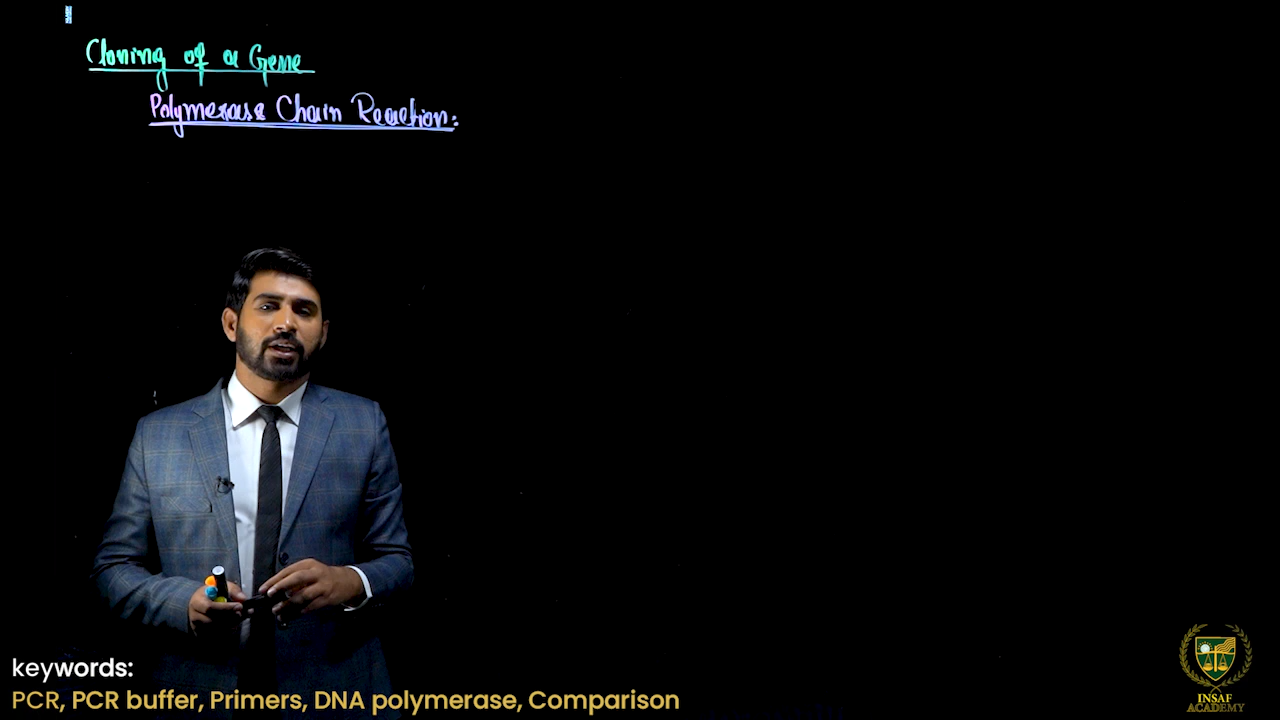 Cloning of a Gene
Polymerase Chain Reaction:
keywords:
PCR, PCR buffer, Primers, DNA polymerase, Comparison
INSAF
ACADEMY